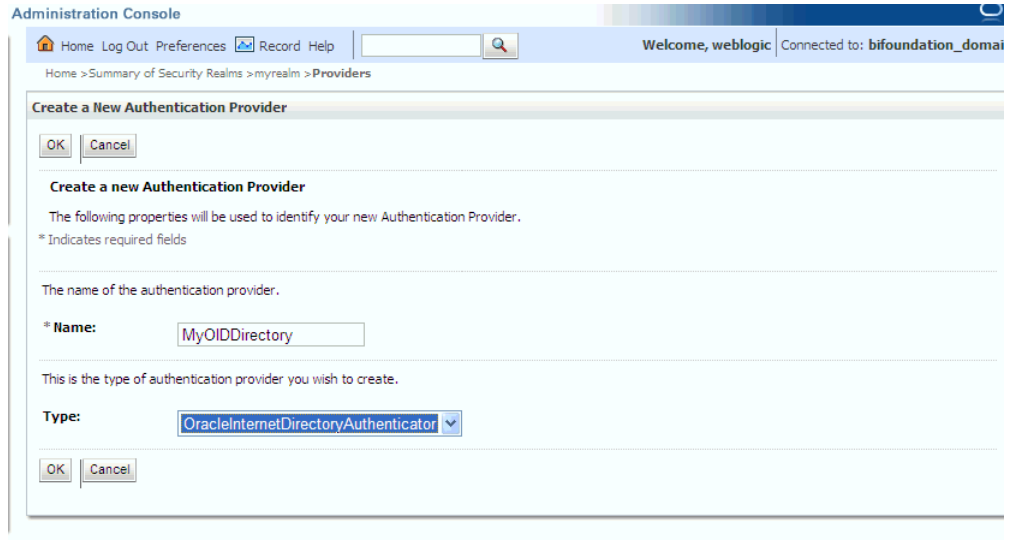 Administration Console
Home Log Out Preferences Record Help
Welcome, weblogic Connected to: bifoundation_domai
Home >Summary of Security Realms >myrealm >Providers
Create a New Authentication Provider
OK Cancel
Create a new Authentication Provider
The following properties will be used to identify your new Authentication Provider.
* Indicates required fields
The name of the authentication provider.
* Name: MyOIDDirectory
This is the type of authentication provider you wish to create.
Type: OracleInternetDirectoryAuthenticator
OK Cancel